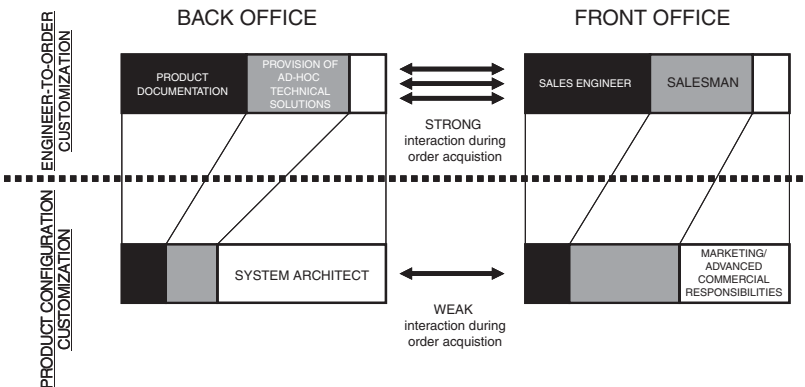 BACK OFFICE
FRONT OFFICE
ENGINEER-TO-ORDER
CUSTOMIZATION
PRODUCT
DOCUMENTATION
PROVISION OF
AD-HOC
TECHNICAL
SOLUTIONS
SALES ENGINEER
SALESMAN
STRONG
interaction during
order acquistion
PRODUCT CONFIGURATION
CUSTOMIZATION
SYSTEM ARCHITECT
MARKETING/
ADVANCED
COMMERCIAL
RESPONSIBILITIES
WEAK
interaction during
order acquistion